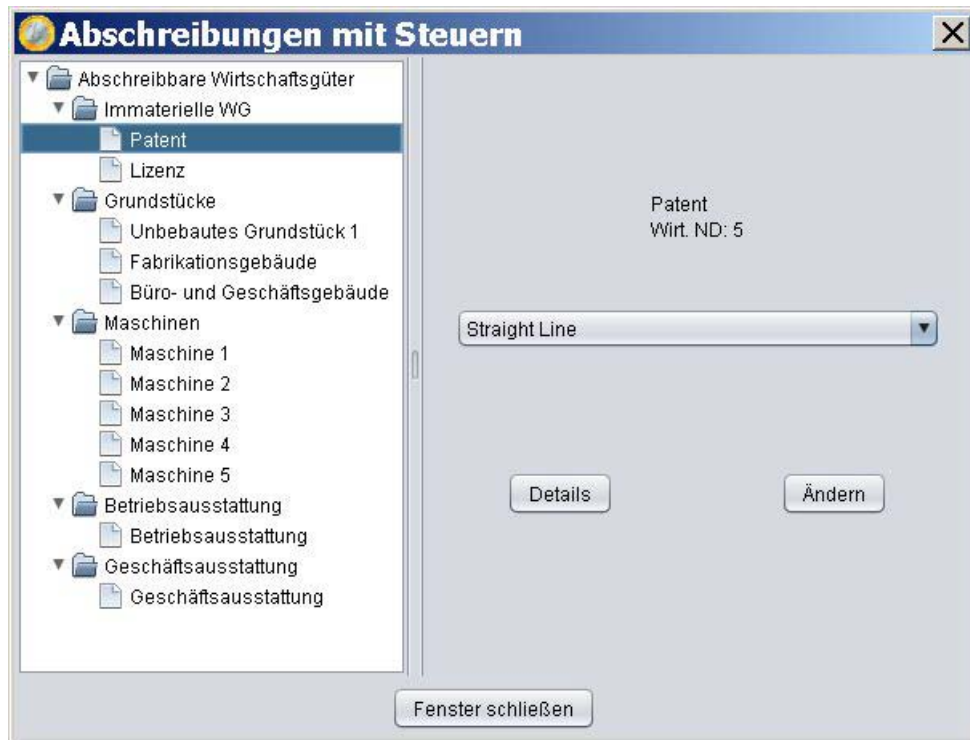 Abschreibungen mit Steuern
Abschreibbare Wirtschaftsgüter
Immaterielle WG
Patent
Lizenz
Grundstücke
Unbebautes Grundstück 1
Fabrikationsgebäude
Büro- und Geschäftsgebäude
Maschinen
Maschine 1
Maschine 2
Maschine 3
Maschine 4
Maschine 5
Betriebsausstattung
Betriebsausstattung
Geschäftsausstattung
Geschäftsausstattung
Patent
Wirt. ND: 5
Straight Line
Details
Ändern
Fenster schließen